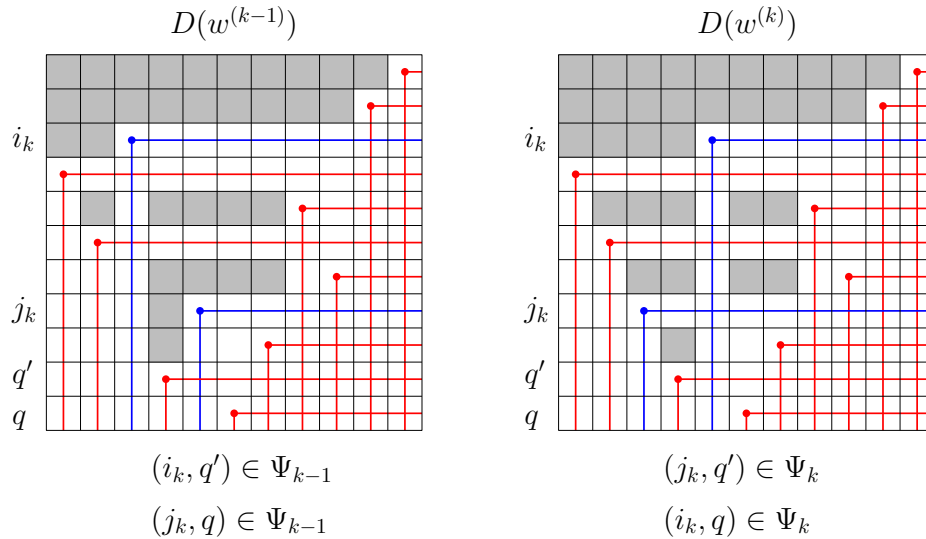 D(w^{(k-1)}) D(w^{(k)})
i_k i_k
j_k j_k
q' q'
q q
(i_k, q') ∈ Ψ_{k-1} (j_k, q') ∈ Ψ_k
(j_k, q) ∈ Ψ_{k-1} (i_k, q) ∈ Ψ_k